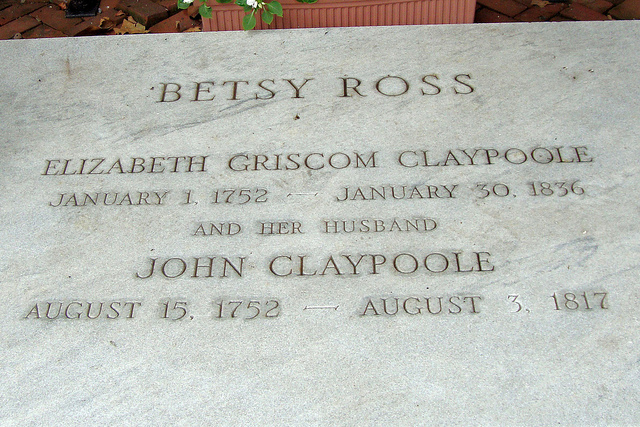 BETSY ROSS
ELIZABETH GRISCOM CLAYPOOLE
JANUARY 1, 1752 — JANUARY 30, 1836
AND HER HUSBAND
JOHN CLAYPOOLE
AUGUST 15, 1752 — AUGUST 3, 1817